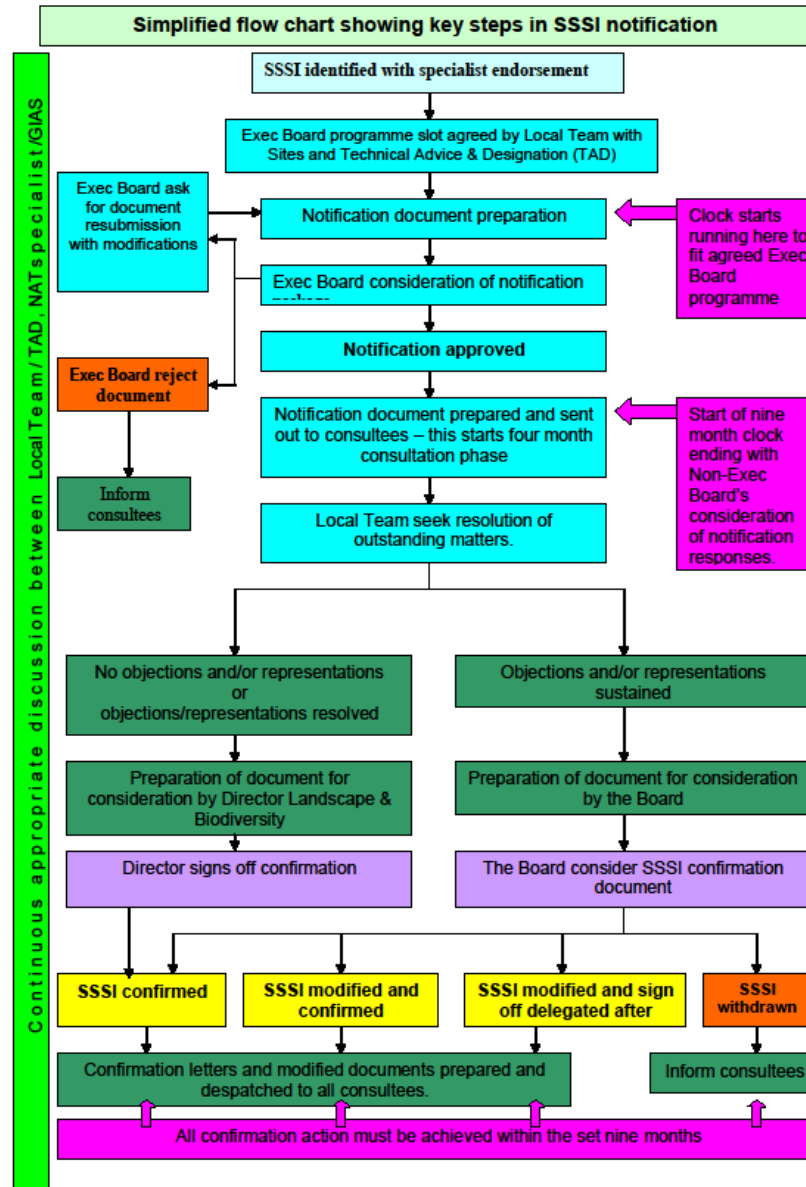 Simplified flow chart showing key steps in SSSI notification
Continuous appropriate discussion between Local Team / TAD, NAT specialist /GIAS
SSSI identified with specialist endorsement
Exec Board programme slot agreed by Local Team with
Sites and Technical Advice & Designation (TAD)
Exec Board ask
for document
resubmission
with modifications
Notification document preparation
Clock starts
running here to
fit agreed Exec
Board
programme
Exec Board consideration of notification
Notification approved
Exec Board reject
document
Notification document prepared and sent
out to consultees – this starts four month
consultation phase
Start of nine
month clock
ending with
Non-Exec
Board's
consideration
of notification
responses.
Inform
consultees
Local Team seek resolution of
outstanding matters.
No objections and/or representations
or
objections/representations resolved
Objections and/or representations
sustained
Preparation of document for
consideration by Director Landscape &
Biodiversity
Preparation of document for consideration
by the Board
Director signs off confirmation
The Board consider SSSI confirmation
document
SSSI confirmed
SSSI modified and
confirmed
SSSI modified and sign
off delegated after
SSSI
withdrawn
Confirmation letters and modified documents prepared and
despatched to all consultees.
Inform consultees
All confirmation action must be achieved within the set nine months